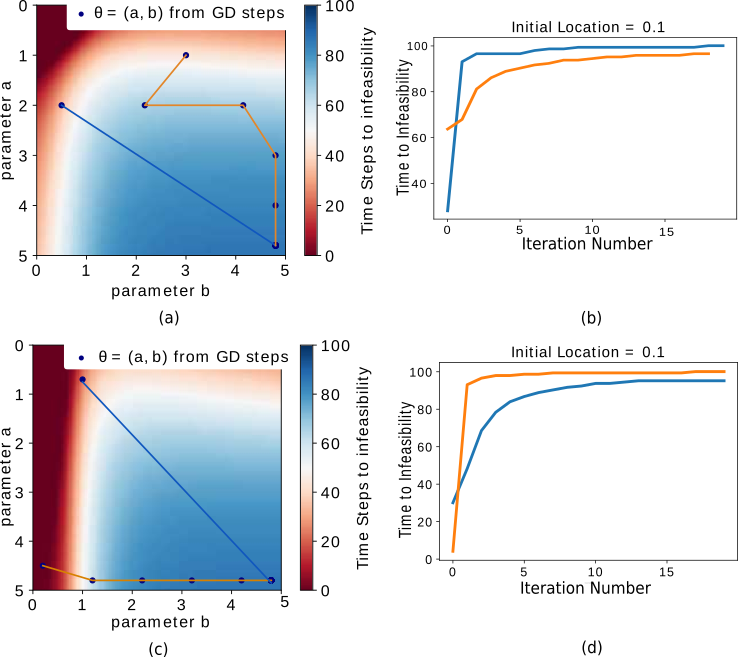 θ = (a, b) from GD steps
0
1
2
3
4
5
parameter a
0 1 2 3 4 5
parameter b
100
80
60
40
20
0
Time Steps to infeasibility
(a)
Initial Location = 0.1
100
80
60
40
Time to Infeasibility
0 5 10 15
Iteration Number
(b)
θ = (a, b) from GD steps
0
1
2
3
4
5
parameter a
0 1 2 3 4 5
parameter b
100
80
60
40
20
0
Time Steps to infeasibility
(c)
Initial Location = 0.1
100
80
60
40
20
0
Time to Infeasibility
0 5 10 15
Iteration Number
(d)